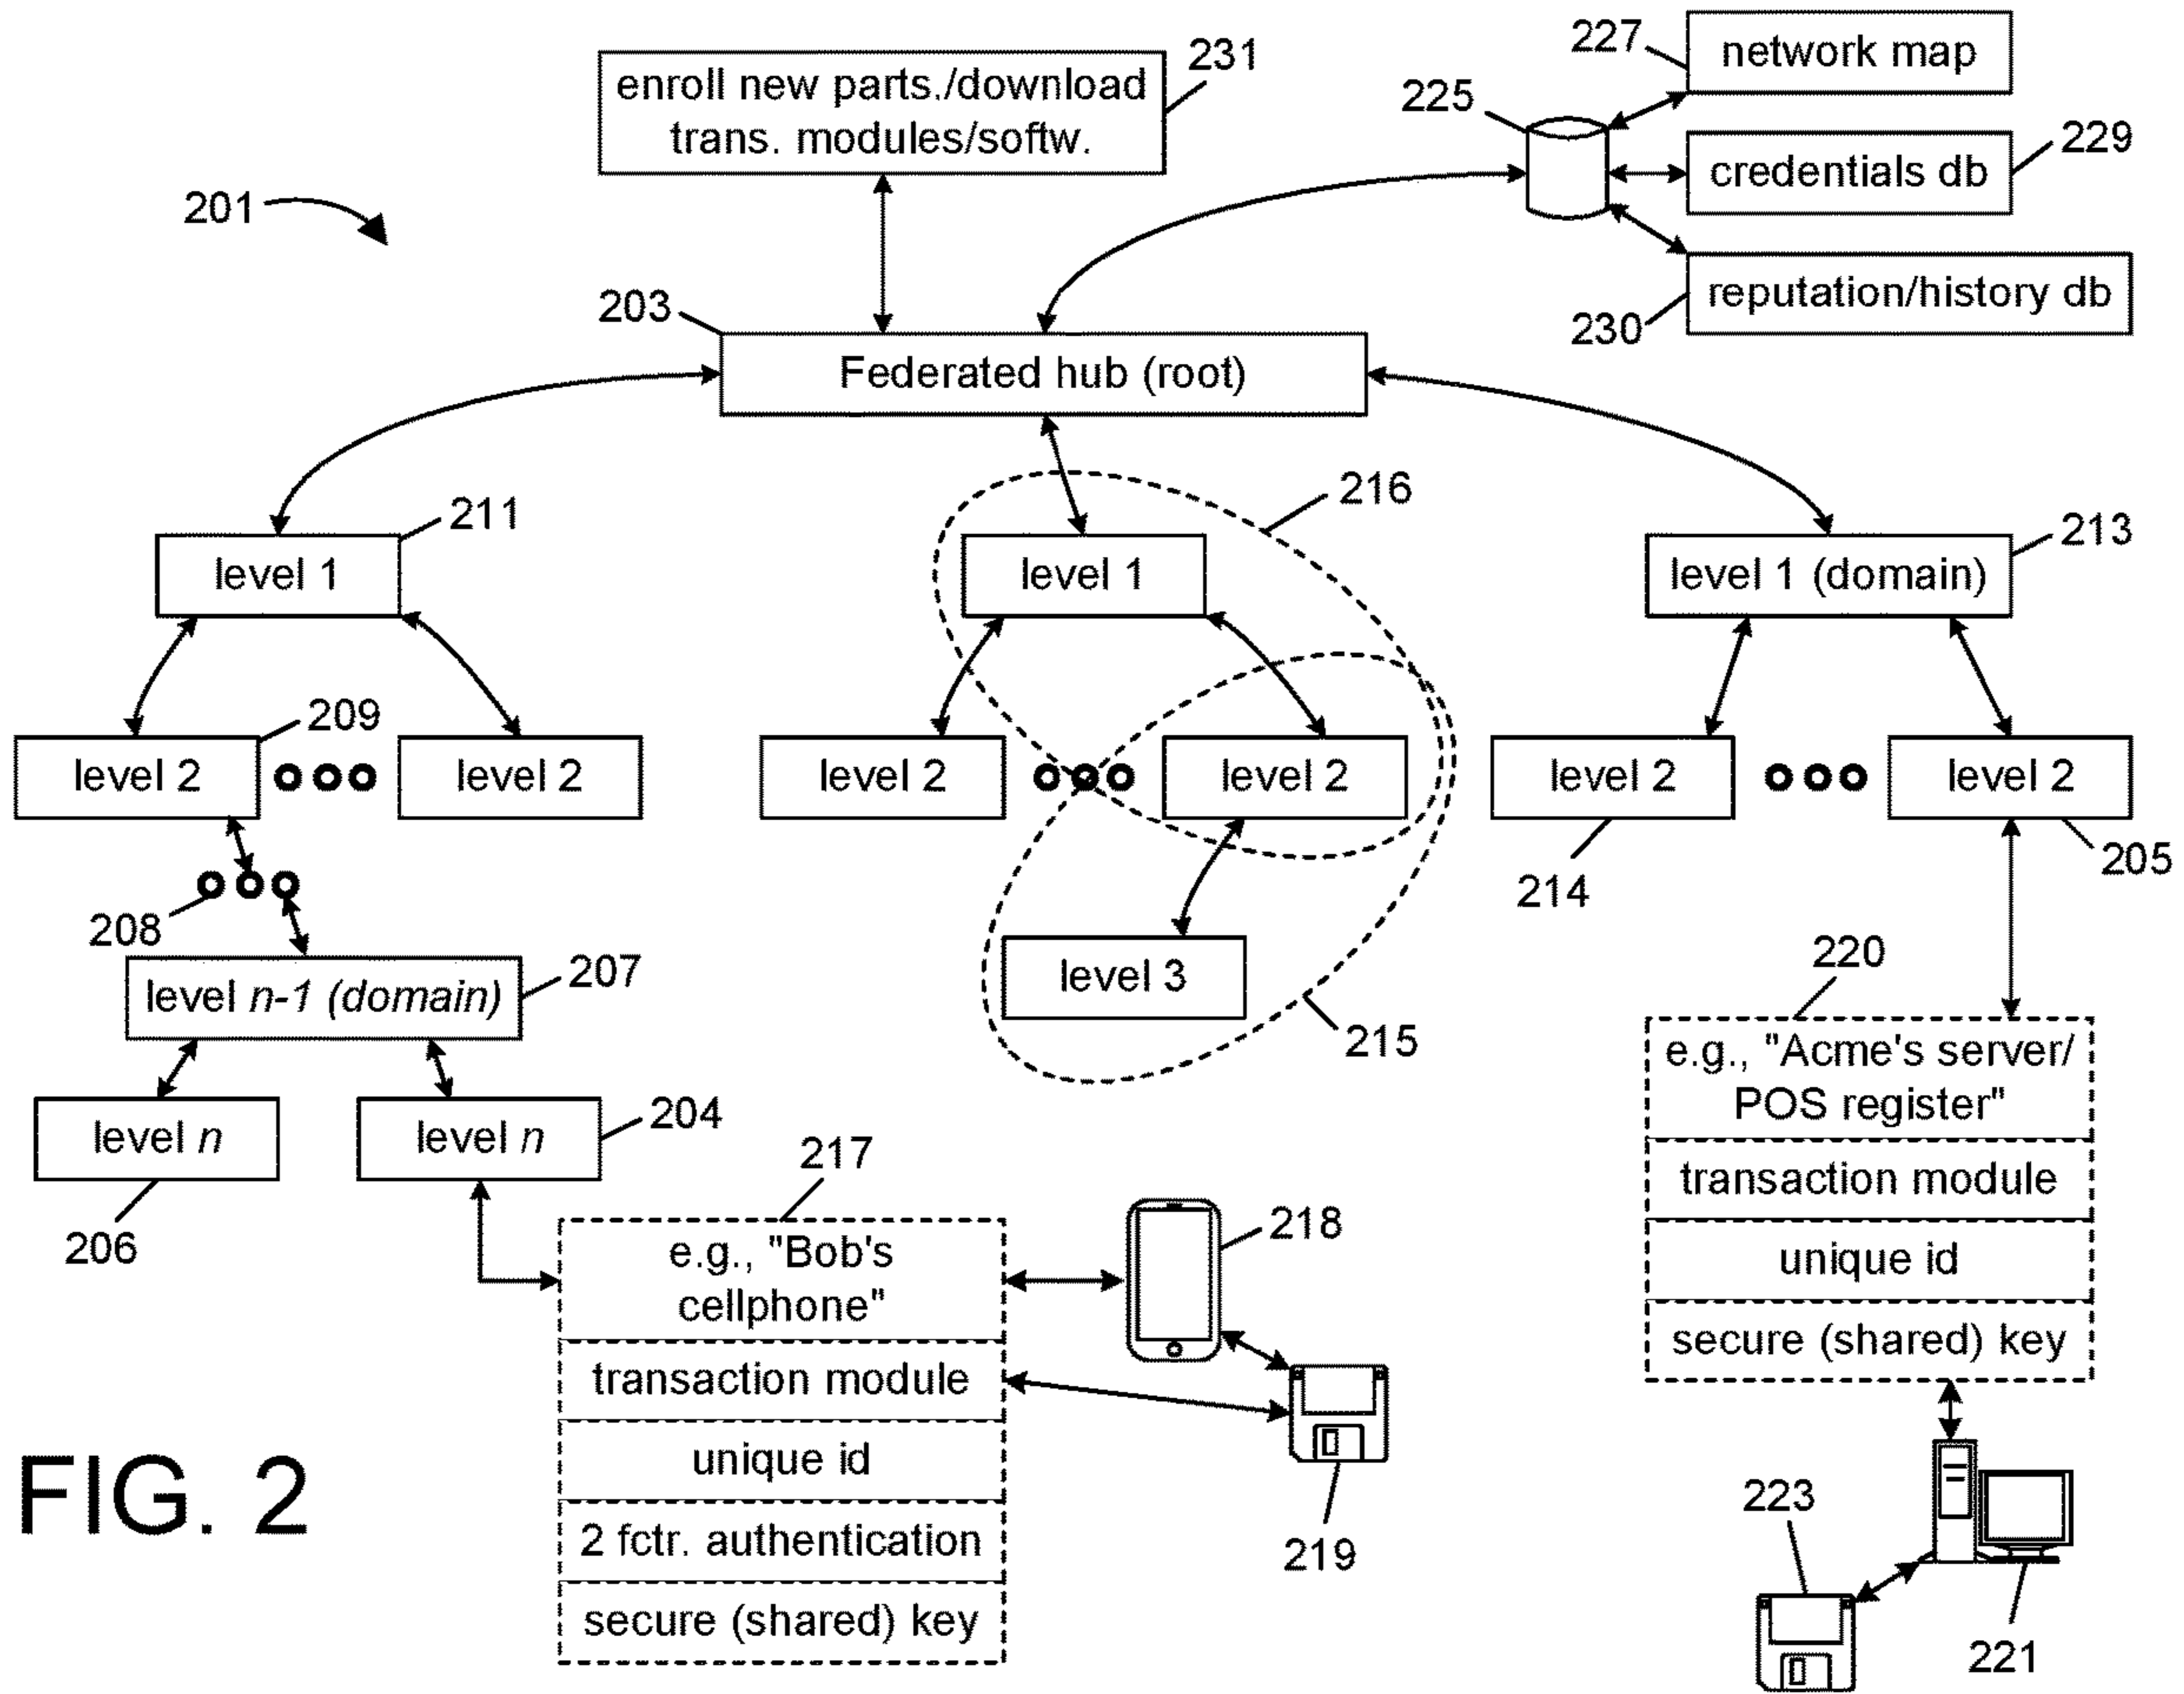 227
network map
231
enroll new parts./download
trans. modules/softw.
225
credentials db
229
201
reputation/history db
230
203
Federated hub (root)
216
211
level 1
level 1
213
level 1 (domain)
209
level 2
level 2
level 2
level 2
level 2
level 2
214
205
208
207
level n-1 (domain)
level 3
215
220
e.g., "Acme's server/
POS register"
transaction module
unique id
secure (shared) key
level n
level n
204
206
217
e.g., "Bob's
cellphone"
transaction module
unique id
2 fctr. authentication
secure (shared) key
218
219
223
221
FIG. 2